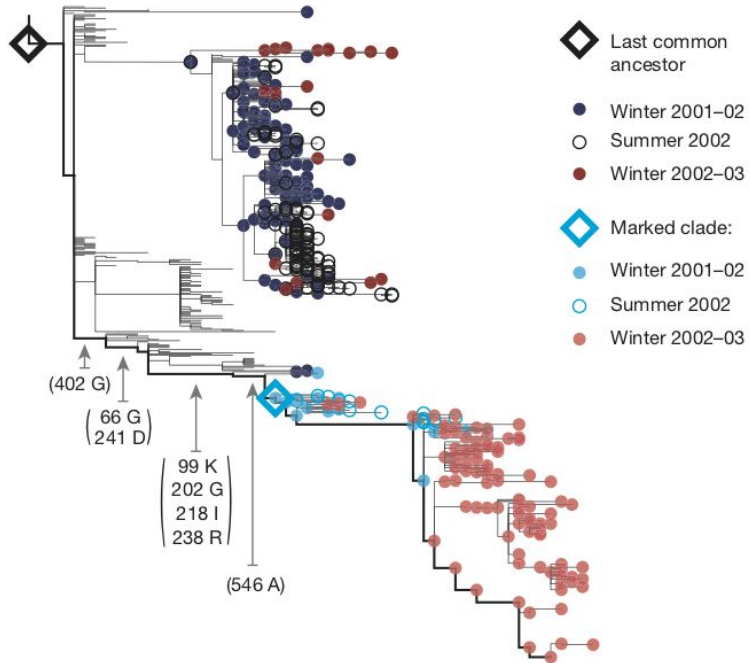 Last common
ancestor
Winter 2001–02
Summer 2002
Winter 2002–03
Marked clade:
Winter 2001–02
Summer 2002
Winter 2002–03
(402 G)
(66 G
241 D)
(99 K
202 G
218 I
238 R)
(546 A)